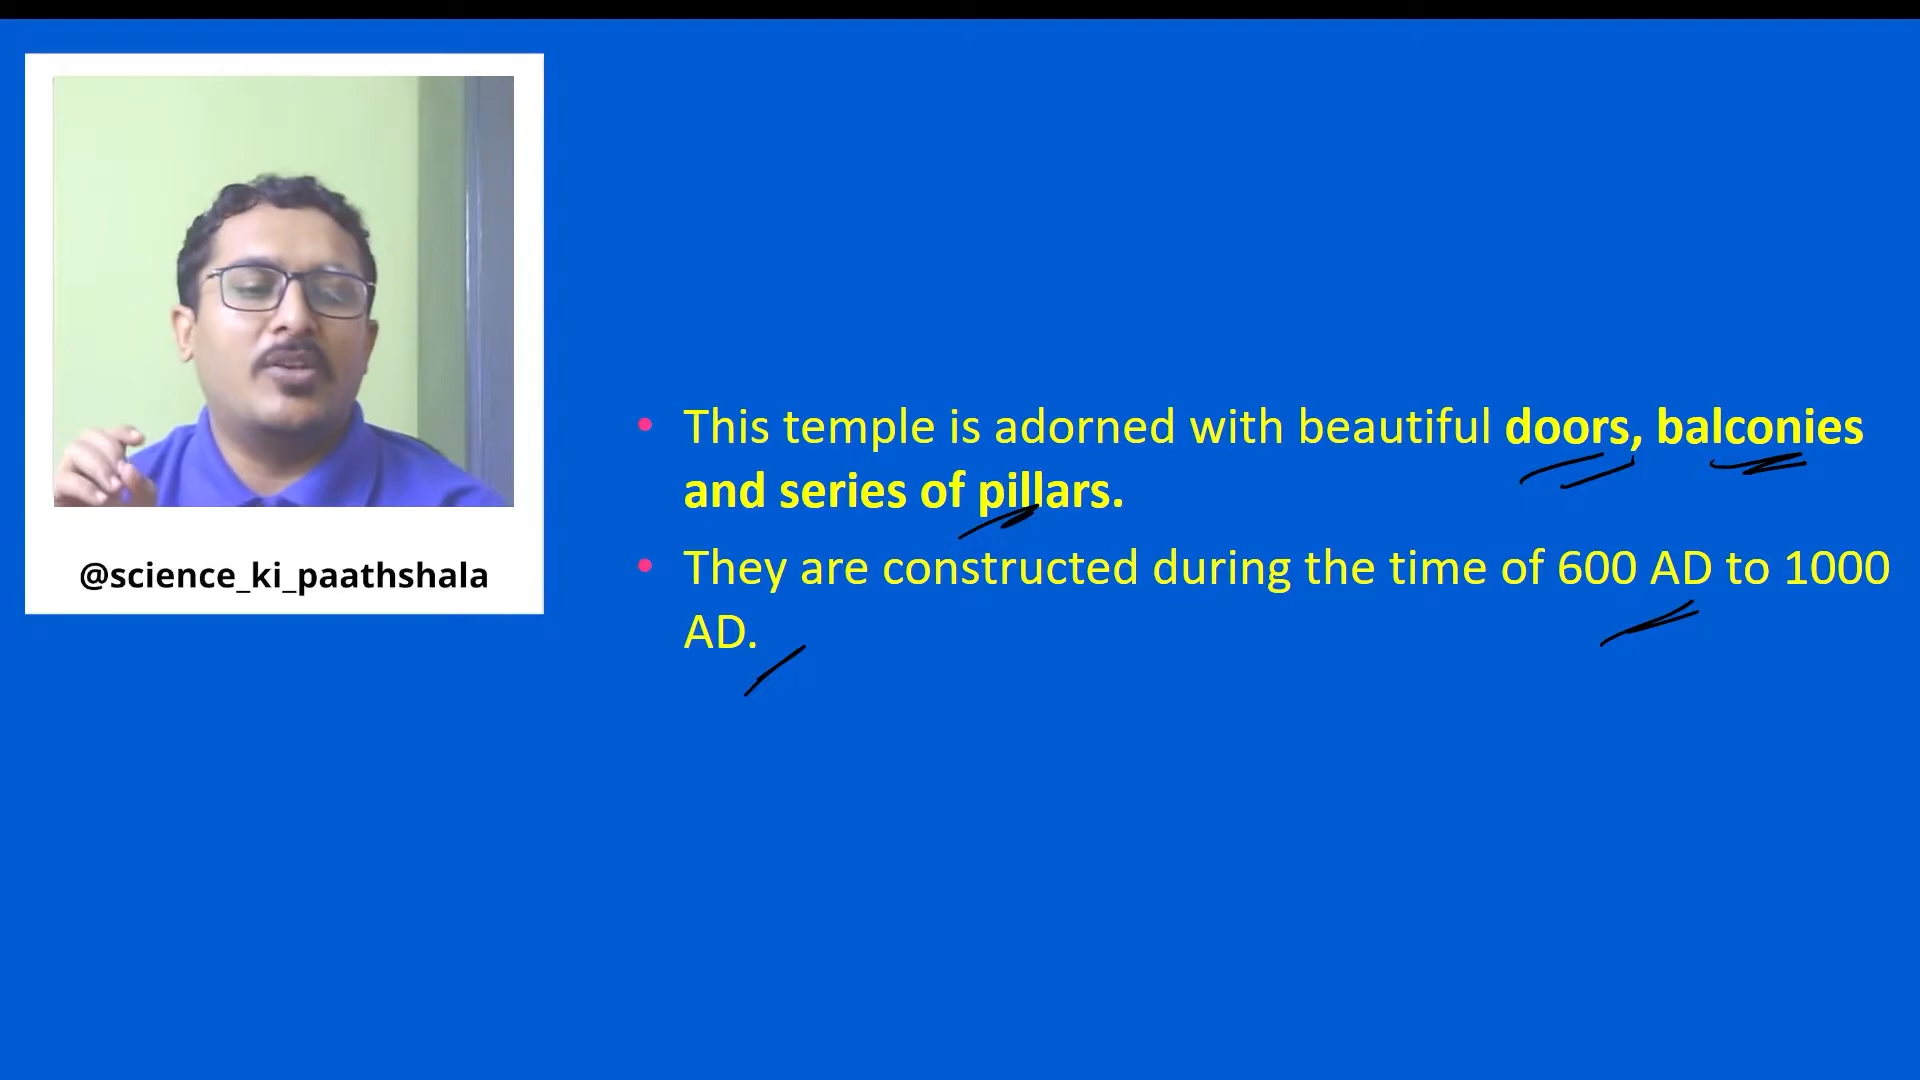 @science_ki_paathshala
• This temple is adorned with beautiful doors, balconies
and series of pillars.
• They are constructed during the time of 600 AD to 1000
AD.